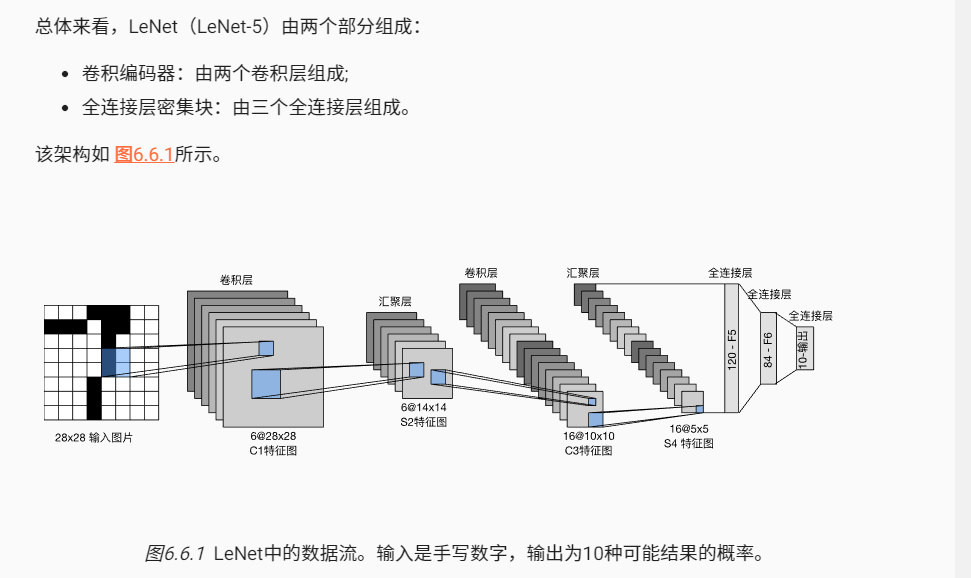 总体来看，LeNet（LeNet-5）由两个部分组成：
卷积编码器：由两个卷积层组成;
全连接层密集块：由三个全连接层组成。
该架构如 图6.6.1所示。
卷积层
汇聚层
卷积层
汇聚层
全连接层
全连接层
全连接层
120 - F5
84 - F6
10-输出
28x28 输入图片
6@28x28
C1特征图
6@14x14
S2特征图
16@10x10
C3特征图
16@5x5
S4 特征图
图6.6.1 LeNet中的数据流。输入是手写数字，输出为10种可能结果的概率。